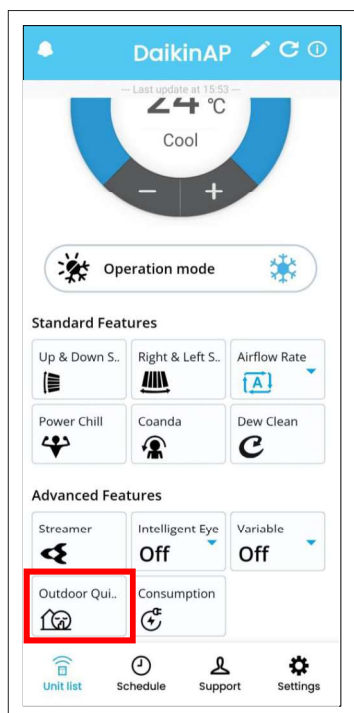 DaikinAP
— Last update at 15:53 —
24 °C
Cool
− +
Operation mode
Standard Features
Up & Down S.. Right & Left S.. Airflow Rate
A
Power Chill Coanda Dew Clean
Advanced Features
Streamer Intelligent Eye Variable
Off Off
Outdoor Qui.. Consumption
Unit list Schedule Support Settings